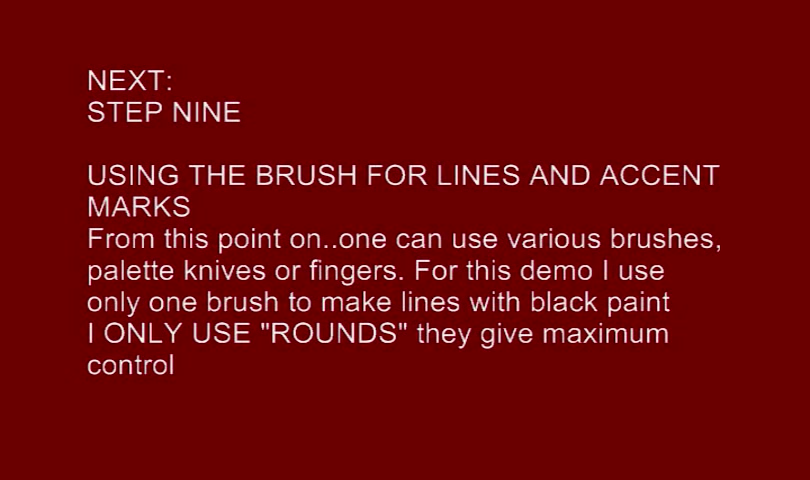 NEXT:
STEP NINE
USING THE BRUSH FOR LINES AND ACCENT
MARKS
From this point on..one can use various brushes,
palette knives or fingers. For this demo I use
only one brush to make lines with black paint
I ONLY USE "ROUNDS" they give maximum
control